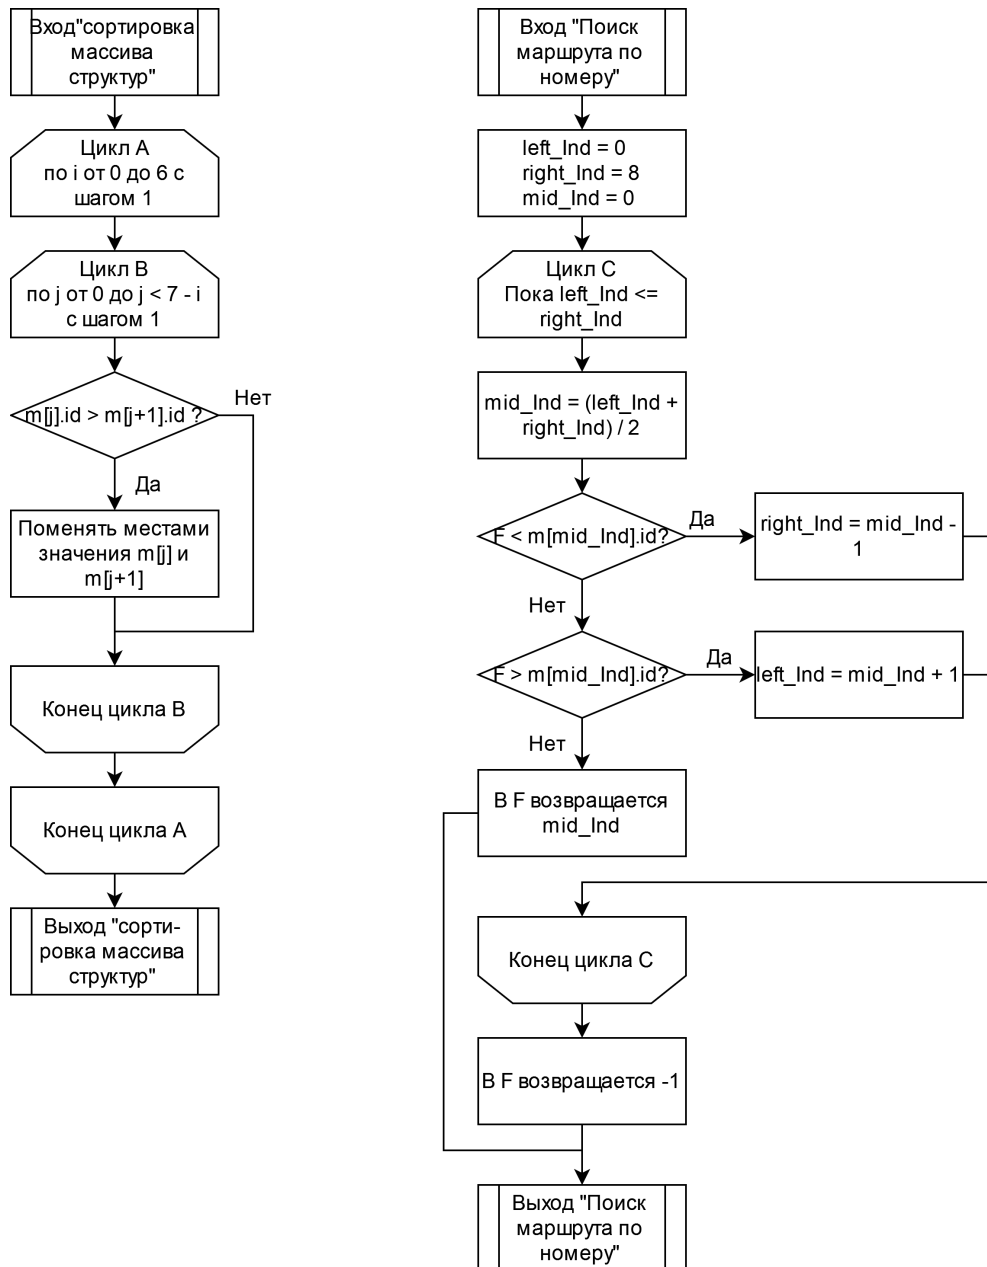 Вход"сортировка
массива
структур"
Цикл A
по i от 0 до 6 с
шагом 1
Цикл B
по j от 0 до j < 7 - i
с шагом 1
m[j].id > m[j+1].id ?
Нет
Да
Поменять местами
значения m[j] и
m[j+1]
Конец цикла B
Конец цикла A
Выход "сорти-
ровка массива
структур"
Вход "Поиск
маршрута по
номеру"
left_Ind = 0
right_Ind = 8
mid_Ind = 0
Цикл C
Пока left_Ind <=
right_Ind
mid_Ind = (left_Ind +
right_Ind) / 2
F < m[mid_Ind].id?
Да
right_Ind = mid_Ind -
1
Нет
F > m[mid_Ind].id?
Да
left_Ind = mid_Ind + 1
Нет
В F возвращается
mid_Ind
Конец цикла C
В F возвращается -1
Выход "Поиск
маршрута по
номеру"